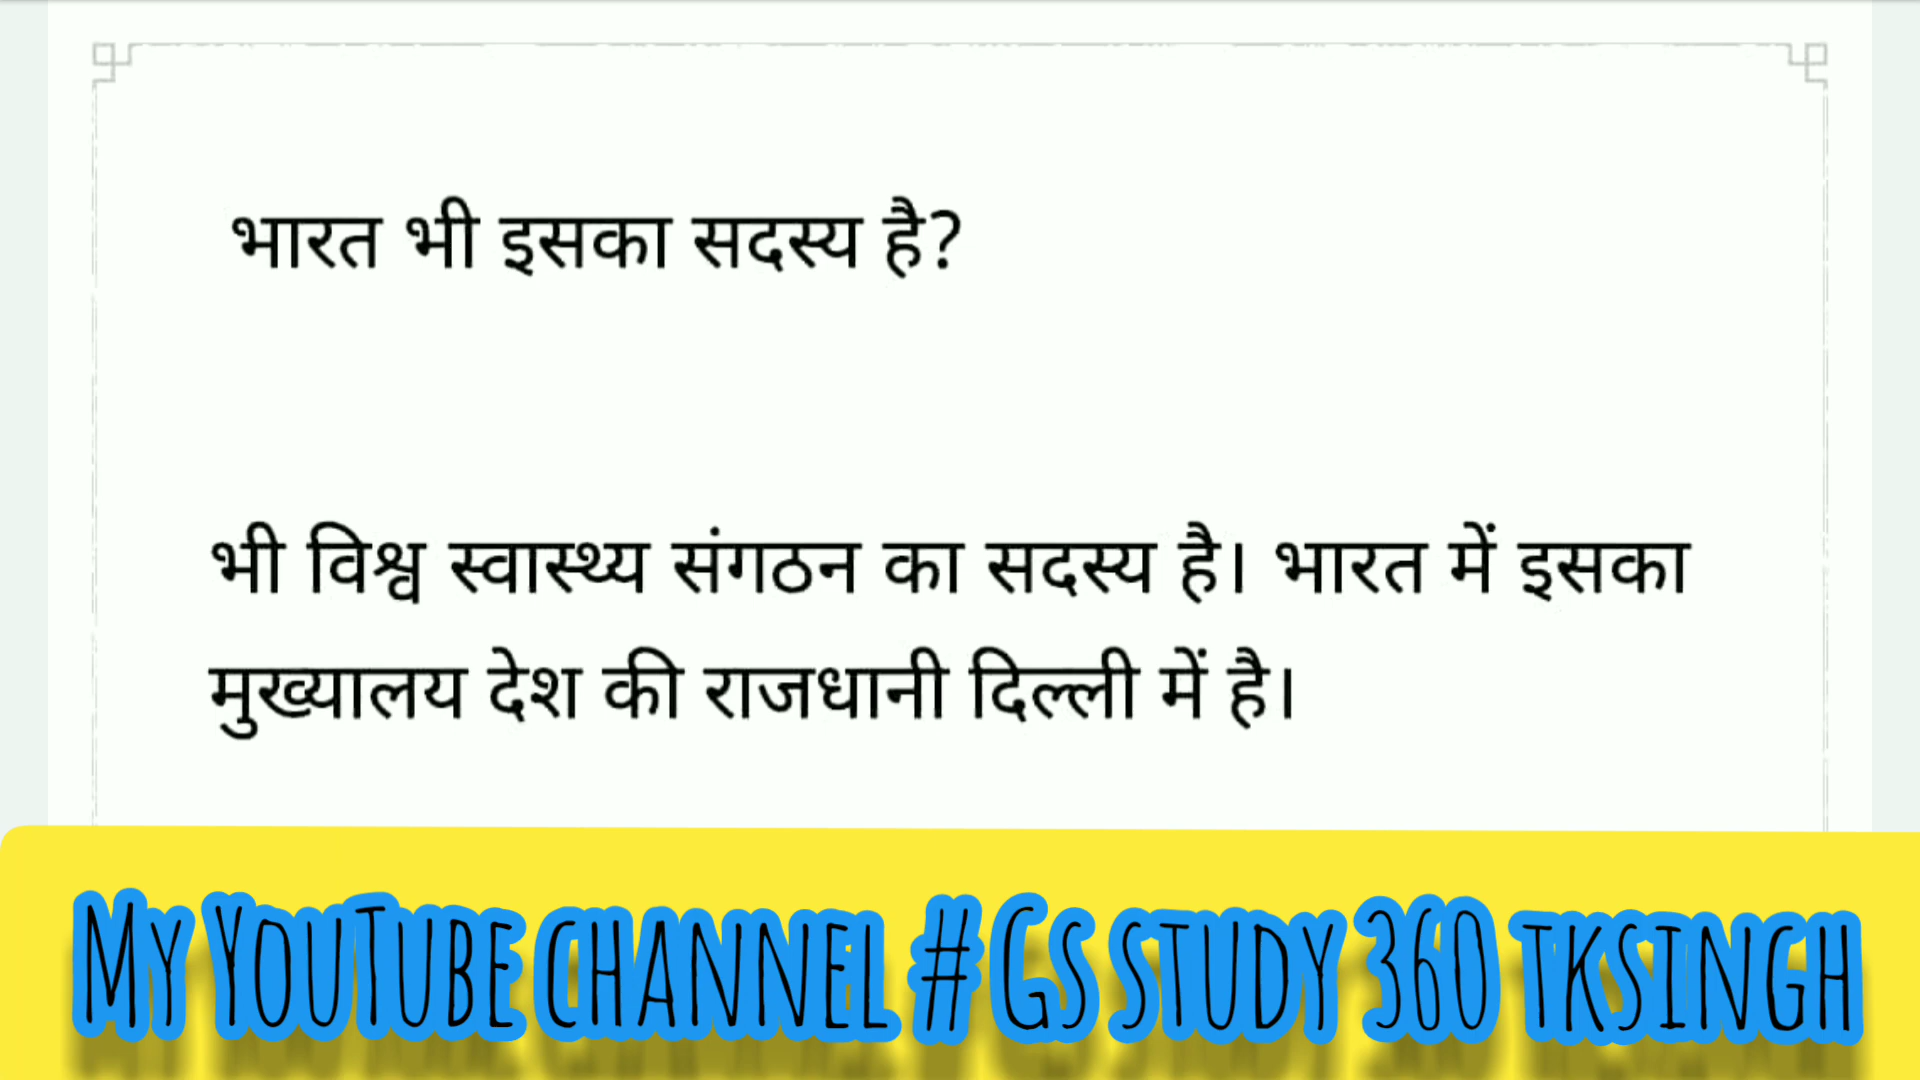 भारत भी इसका सदस्य है?
भी विश्व स्वास्थ्य संगठन का सदस्य है। भारत में इसका
मुख्यालय देश की राजधानी दिल्ली में है।
My YouTube channel # Gs study 360 tksingh